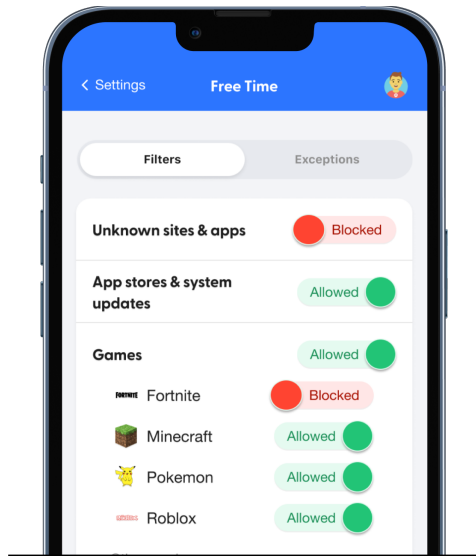 Settings
Free Time
Filters
Exceptions
Unknown sites & apps
Blocked
App stores & system
updates
Allowed
Games
Allowed
FORTNITE
Fortnite
Blocked
Minecraft
Allowed
Pokemon
Allowed
Roblox
Allowed